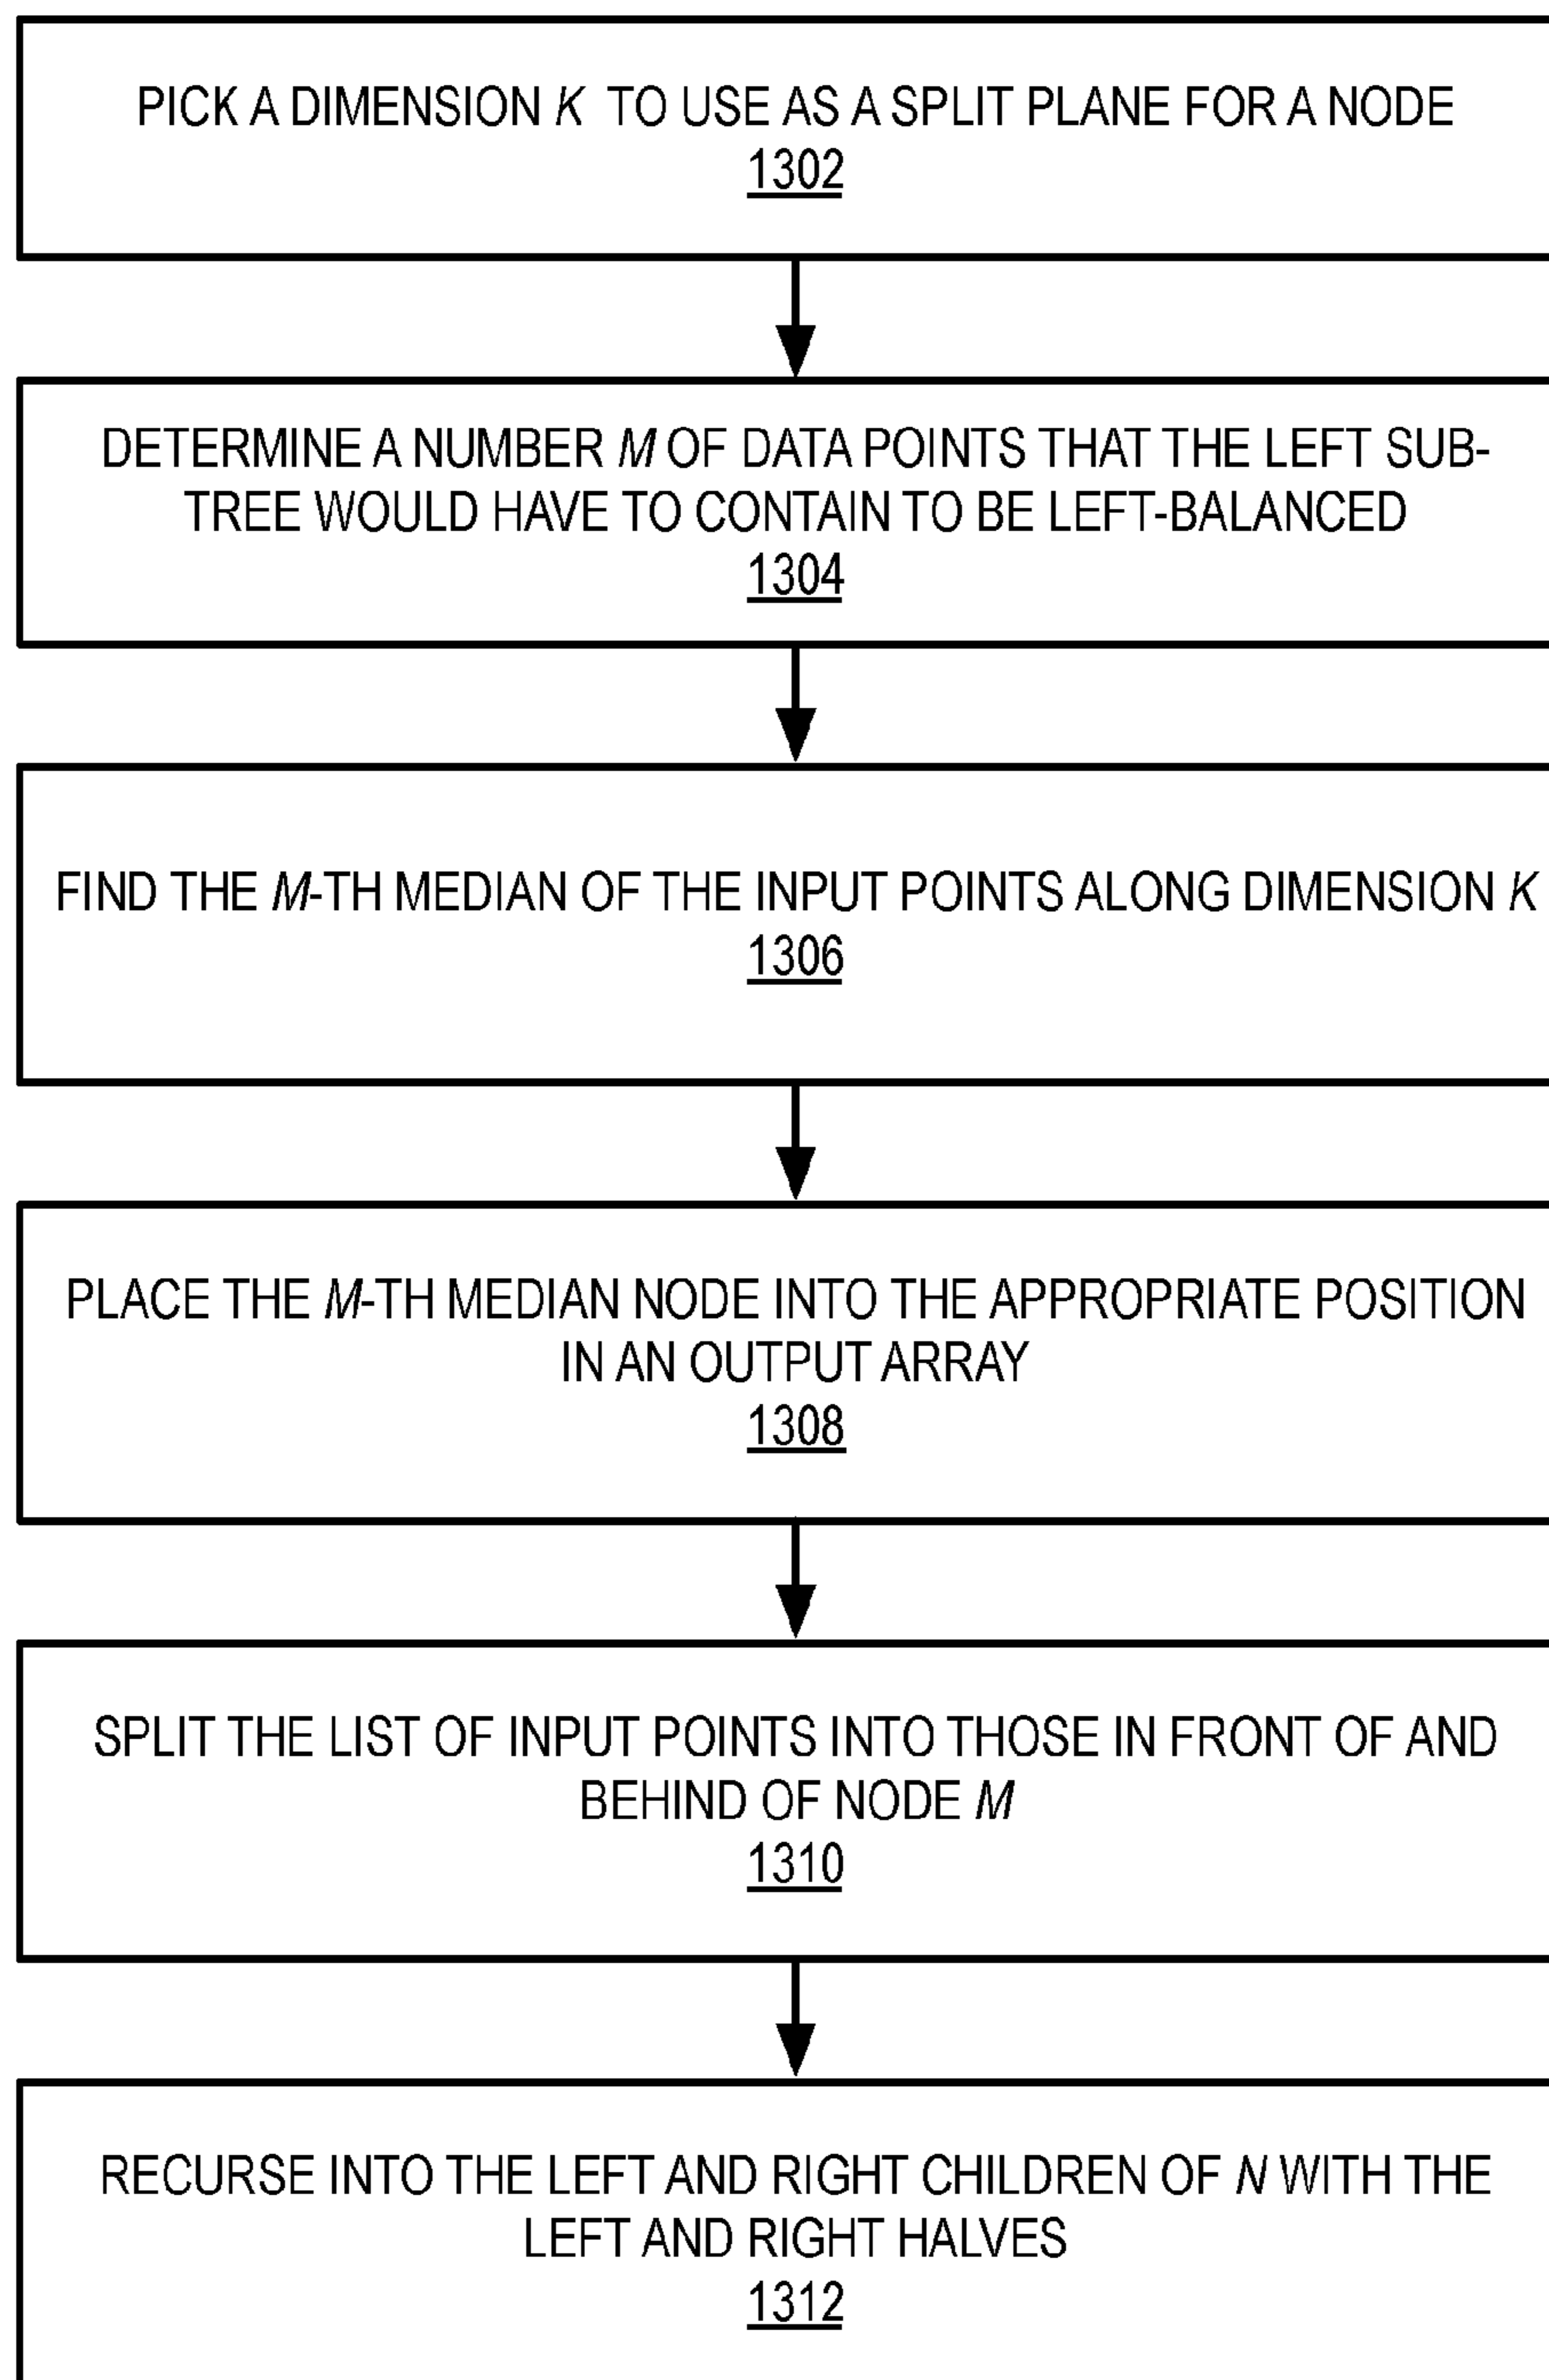 PICK A DIMENSION K TO USE AS A SPLIT PLANE FOR A NODE
1302
DETERMINE A NUMBER M OF DATA POINTS THAT THE LEFT SUB-
TREE WOULD HAVE TO CONTAIN TO BE LEFT-BALANCED
1304
FIND THE M-TH MEDIAN OF THE INPUT POINTS ALONG DIMENSION K
1306
PLACE THE M-TH MEDIAN NODE INTO THE APPROPRIATE POSITION
IN AN OUTPUT ARRAY
1308
SPLIT THE LIST OF INPUT POINTS INTO THOSE IN FRONT OF AND
BEHIND OF NODE M
1310
RECURSE INTO THE LEFT AND RIGHT CHILDREN OF N WITH THE
LEFT AND RIGHT HALVES
1312